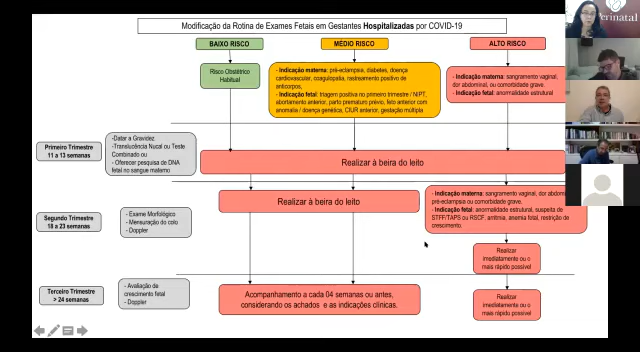 Modificação da Rotina de Exames Fetais em Gestantes Hospitalizadas por COVID-19
BAIXO RISCO
MÉDIO RISCO
ALTO RISCO
Risco Obstétrico
Habitual
- Indicação materna: pré-eclampsia, diabetes, doença
cardiovascular, coagulopatia, rastreamento positivo de
anticorpos,
- Indicação fetal: triagem positiva no primeiro trimestre / NIPT,
abortamento anterior, parto prematuro prévio, feto anterior com
anomalia / doença genética, CIUR anterior, gestação múltipla
- Indicação materna: sangramento vaginal,
dor abdominal, ou comorbidade grave.
- Indicação fetal: anormalidade estrutural
Primeiro Trimestre
11 a 13 semanas
-Datar a Gravidez.
-Translucência Nucal ou Teste
Combinado ou
- Oferecer pesquisa de DNA
fetal no sangue materno
Realizar à beira do leito
Segundo Trimestre
18 a 23 semanas
- Exame Morfológico
- Mensuração do colo
- Doppler
Realizar à beira do leito
- Indicação materna: sangramento vaginal, dor abdom
pré-eclampsia ou comorbidade grave.
- Indicação fetal: anormalidade estrutural, suspeita de
STFF/TAPS ou RSCF, arritmia, anemia fetal, restrição de
crescimento.
Realizar
imediatamente ou o
mais rápido possível
Terceiro Trimestre
> 24 semanas
- Avaliação de
crescimento fetal
- Doppler
Acompanhamento a cada 04 semanas ou antes,
considerando os achados e as indicações clínicas.
Realizar
imediatamente ou o
mais rápido possível
erinatal